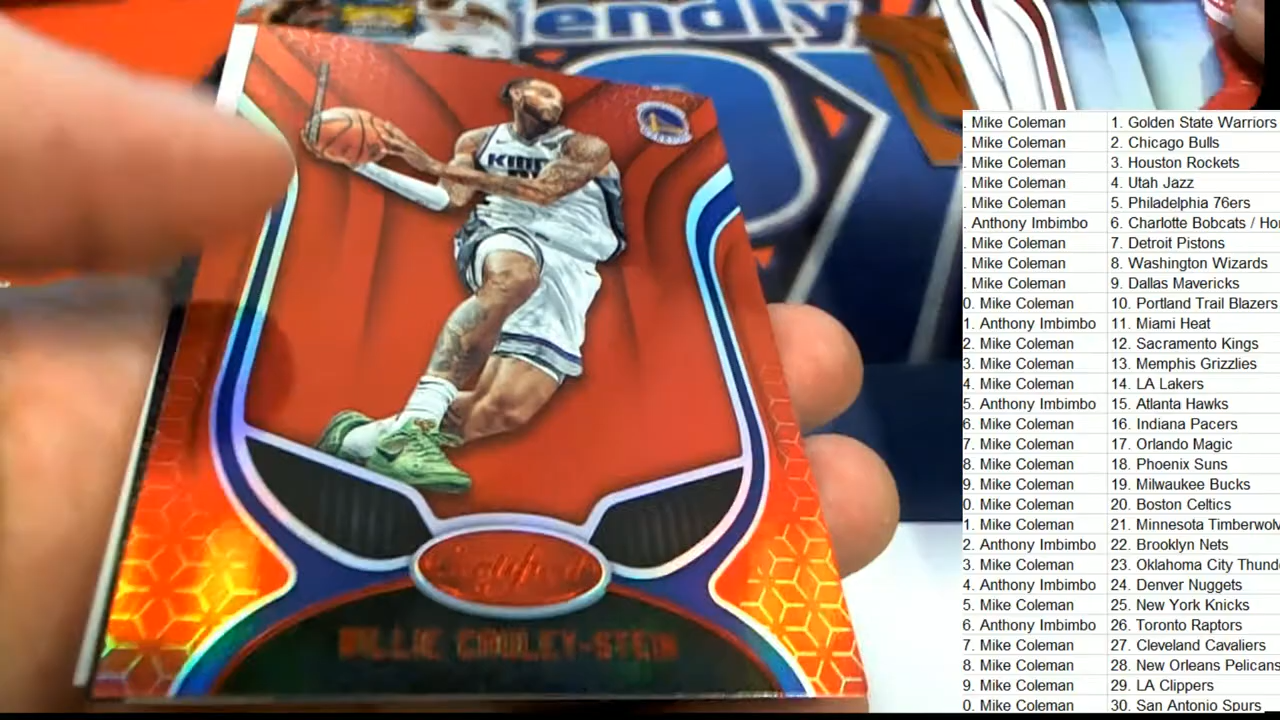 endly
KING
WILLIE CAULEY-STEIN
. Mike Coleman 1. Golden State Warriors
. Mike Coleman 2. Chicago Bulls
. Mike Coleman 3. Houston Rockets
. Mike Coleman 4. Utah Jazz
. Mike Coleman 5. Philadelphia 76ers
. Anthony Imbimbo 6. Charlotte Bobcats / Ho
. Mike Coleman 7. Detroit Pistons
. Mike Coleman 8. Washington Wizards
. Mike Coleman 9. Dallas Mavericks
0. Mike Coleman 10. Portland Trail Blazers
1. Anthony Imbimbo 11. Miami Heat
2. Mike Coleman 12. Sacramento Kings
3. Mike Coleman 13. Memphis Grizzlies
4. Mike Coleman 14. LA Lakers
5. Anthony Imbimbo 15. Atlanta Hawks
6. Mike Coleman 16. Indiana Pacers
7. Mike Coleman 17. Orlando Magic
8. Mike Coleman 18. Phoenix Suns
9. Mike Coleman 19. Milwaukee Bucks
0. Mike Coleman 20. Boston Celtics
1. Mike Coleman 21. Minnesota Timberwolv
2. Anthony Imbimbo 22. Brooklyn Nets
3. Mike Coleman 23. Oklahoma City Thund
4. Anthony Imbimbo 24. Denver Nuggets
5. Mike Coleman 25. New York Knicks
6. Anthony Imbimbo 26. Toronto Raptors
7. Mike Coleman 27. Cleveland Cavaliers
8. Mike Coleman 28. New Orleans Pelicans
9. Mike Coleman 29. LA Clippers
0. Mike Coleman 30. San Antonio Spurs